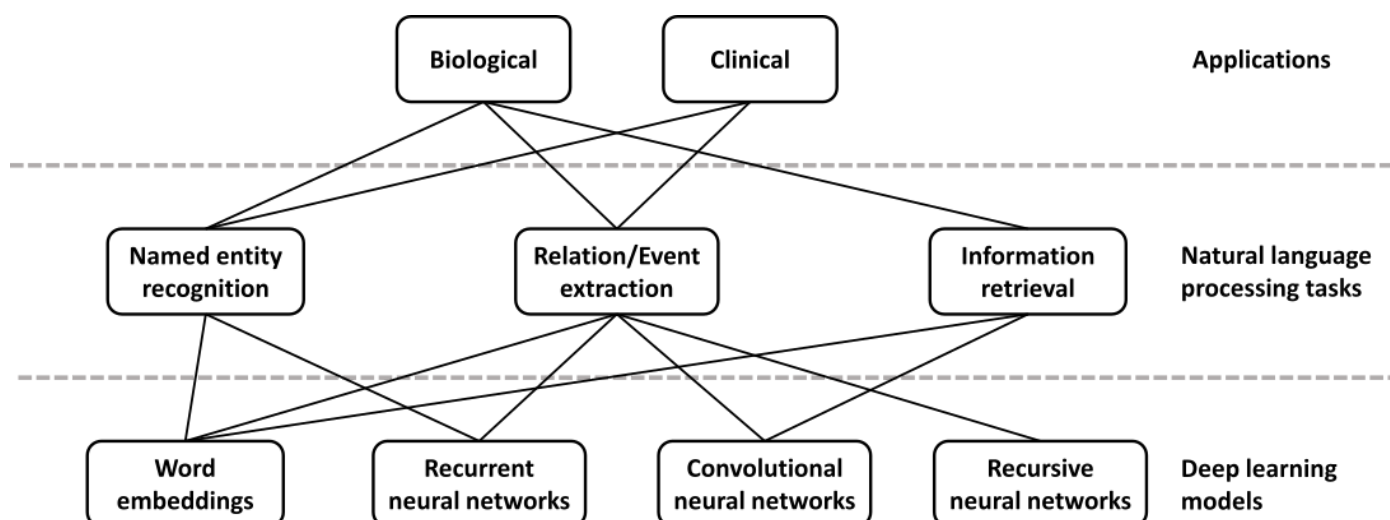 Biological
Clinical
Applications
Named entity
recognition
Relation/Event
extraction
Information
retrieval
Natural language
processing tasks
Word
embeddings
Recurrent
neural networks
Convolutional
neural networks
Recursive
neural networks
Deep learning
models